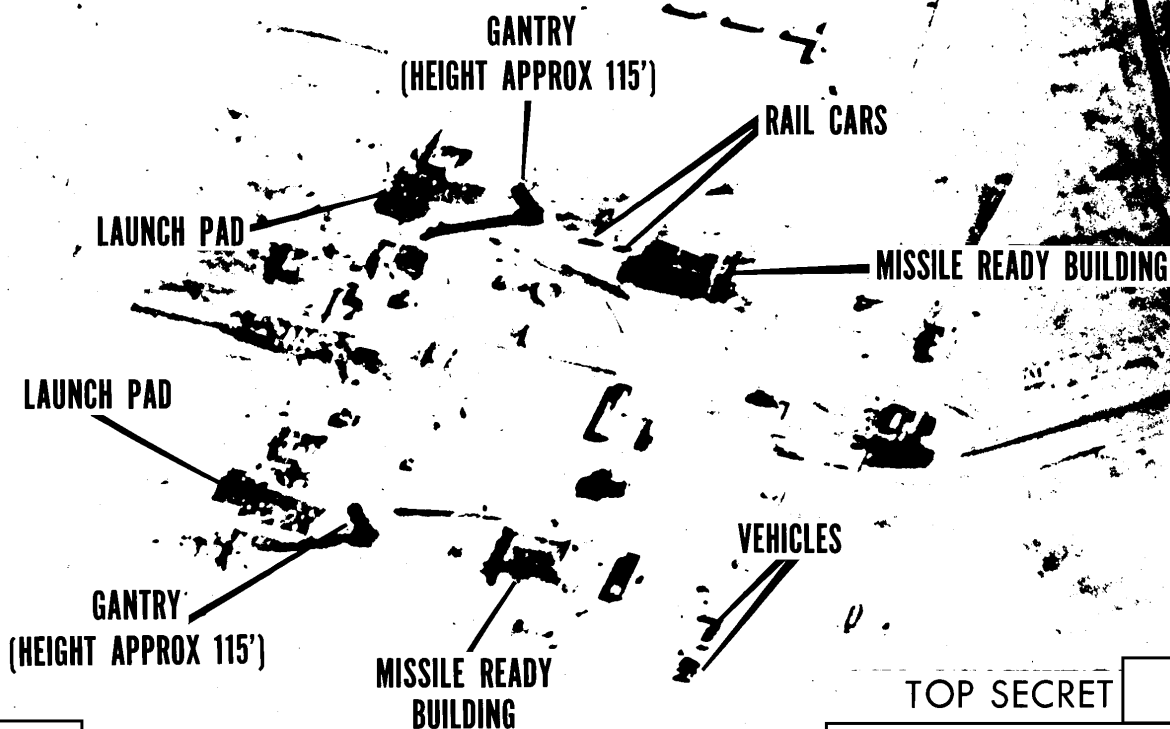 GANTRY
(HEIGHT APPROX 115')
RAIL CARS
LAUNCH PAD
MISSILE READY BUILDING
LAUNCH PAD
VEHICLES
GANTRY
(HEIGHT APPROX 115')
MISSILE READY
BUILDING
TOP SECRET